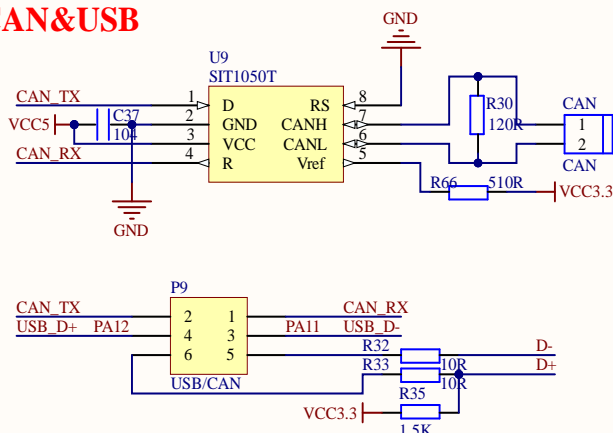 CAN&USB
GND
U9
SIT1050T
CAN_TX 1 D RS 8
C37 2 GND CANH 7 R30 CAN
VCC5 104 3 VCC CANL 6 120R 1
CAN_RX 4 R Vref 5 2
CAN
R66 510R VCC3.3
GND
P9
CAN_TX 2 1 CAN_RX
USB_D+ PA12 4 3 PA11 USB_D-
6 5 R32 10R D-
USB/CAN R33 10R D+
R35
VCC3.3
1.5K